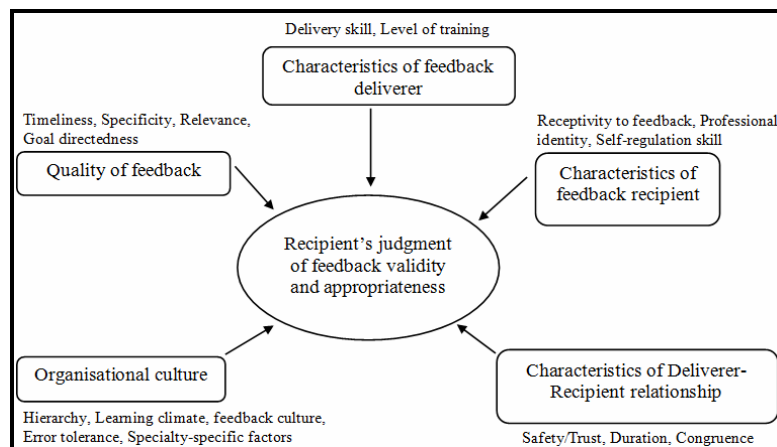 Delivery skill, Level of training
Characteristics of feedback
deliverer
Timeliness, Specificity, Relevance,
Goal directedness
Quality of feedback
Receptivity to feedback, Professional
identity, Self-regulation skill
Characteristics of
feedback recipient
Recipient's judgment
of feedback validity
and appropriateness
Organisational culture
Hierarchy, Learning climate, feedback culture,
Error tolerance, Specialty-specific factors
Characteristics of Deliverer-
Recipient relationship
Safety/Trust, Duration, Congruence